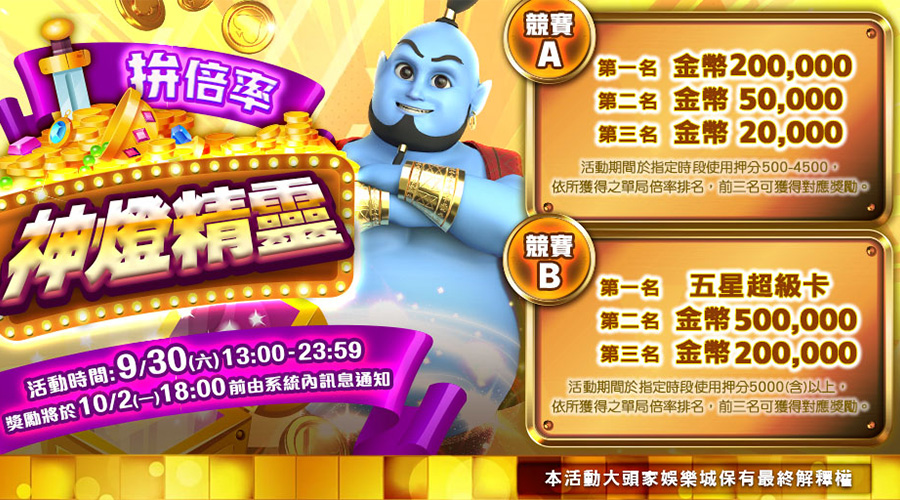 拚倍率
神燈精靈
活動時間:9/30(六)13:00-23:59
獎勵將於10/2(一)18:00前由系統內訊息通知
競賽
A
第一名 金幣200,000
第二名 金幣 50,000
第三名 金幣 20,000
活動期間於指定時段使用押分500-4500,
依所獲得之單局倍率排名,前三名可獲得對應獎勵。
競賽
B
第一名 五星超級卡
第二名 金幣500,000
第三名 金幣200,000
活動期間於指定時段使用押分5000(含)以上,
依所獲得之單局倍率排名,前三名可獲得對應獎勵。
本活動大頭家娛樂城保有最終解釋權